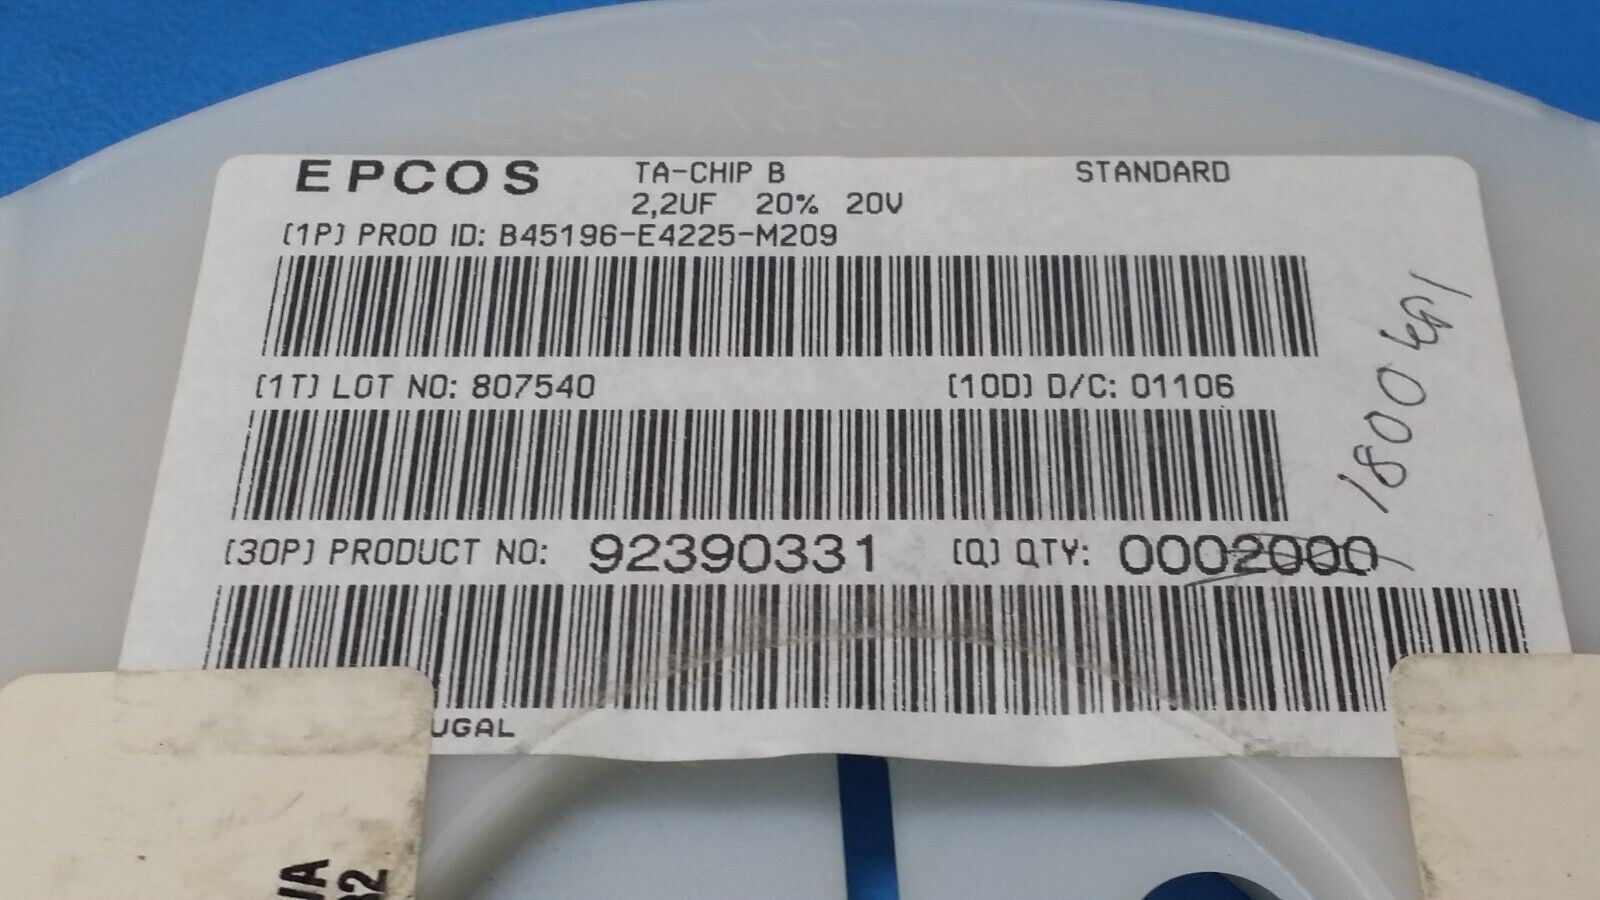 EPCOS TA-CHIP B STANDARD
2,2UF 20% 20V
(1P) PROD ID: B45196-E4225-M209
(1T) LOT NO: 807540 (10D) D/C: 01106
(30P) PRODUCT NO: 92390331 (Q) QTY: 0002000
1800
UGAL